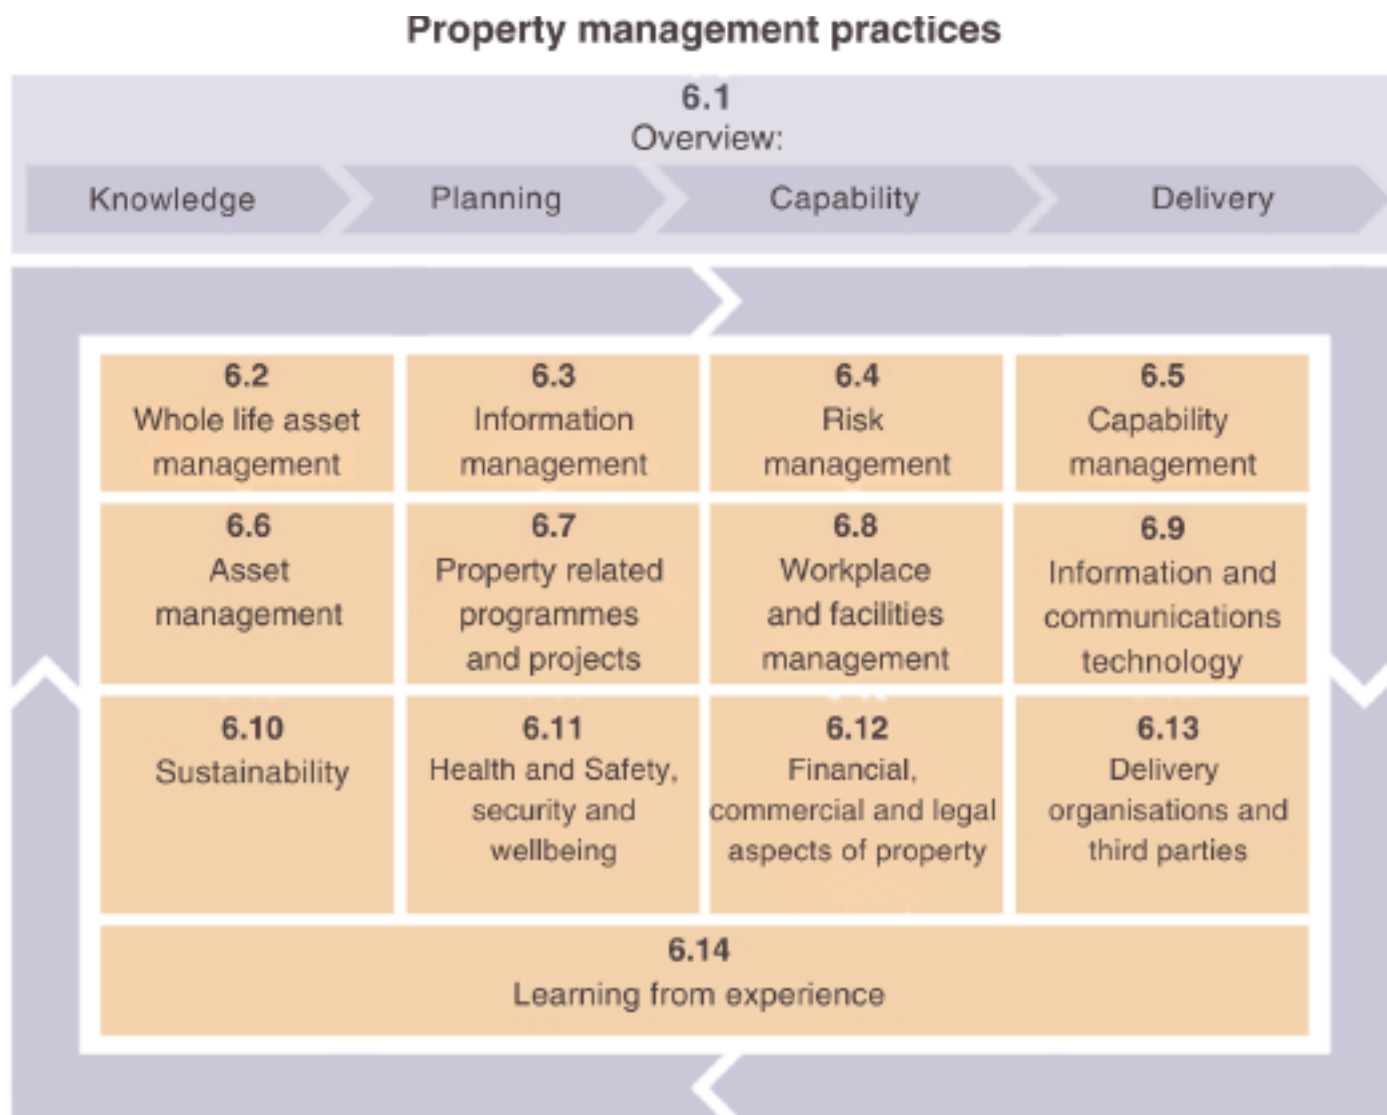 Property management practices
6.1
Overview:
Knowledge
Planning
Capability
Delivery
6.2
Whole life asset
management
6.3
Information
management
6.4
Risk
management
6.5
Capability
management
6.6
Asset
management
6.7
Property related
programmes
and projects
6.8
Workplace
and facilities
management
6.9
Information and
communications
technology
6.10
Sustainability
6.11
Health and Safety,
security and
wellbeing
6.12
Financial,
commercial and legal
aspects of property
6.13
Delivery
organisations and
third parties
6.14
Learning from experience